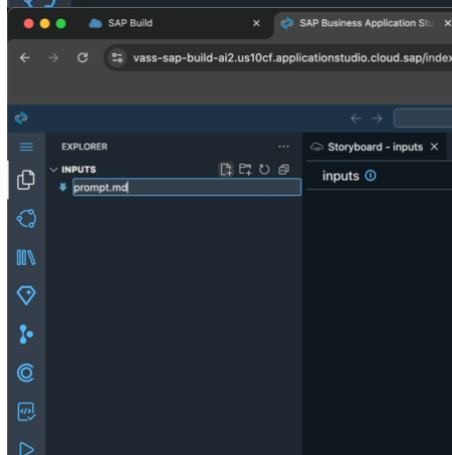 SAP Build
SAP Business Application Stu
vass-sap-build-ai2.us10cf.applicationstudio.cloud.sap/index
EXPLORER
Storyboard - inputs
INPUTS
inputs
prompt.md